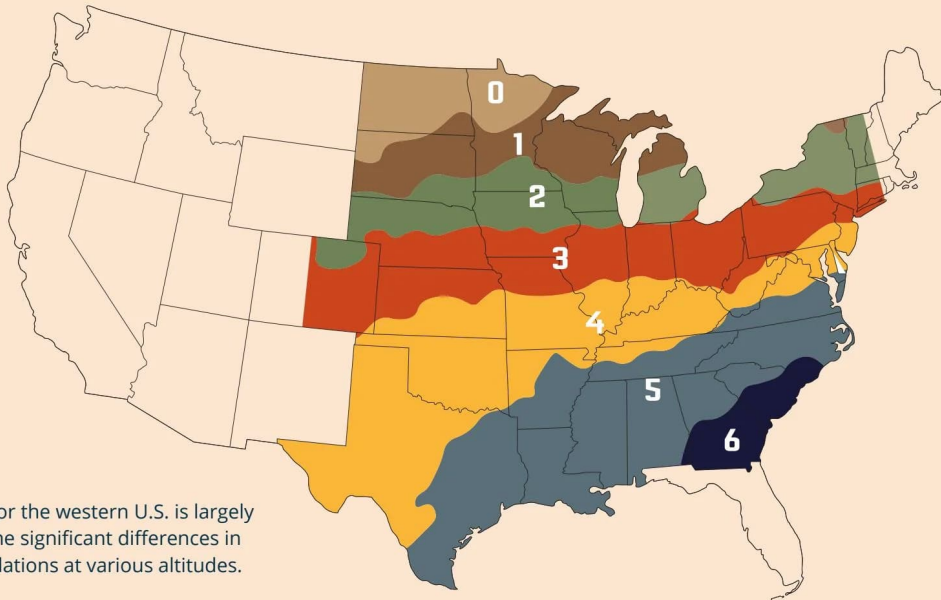 0
1
2
3
4
5
6
or the western U.S. is largely
ne significant differences in
lations at various altitudes.